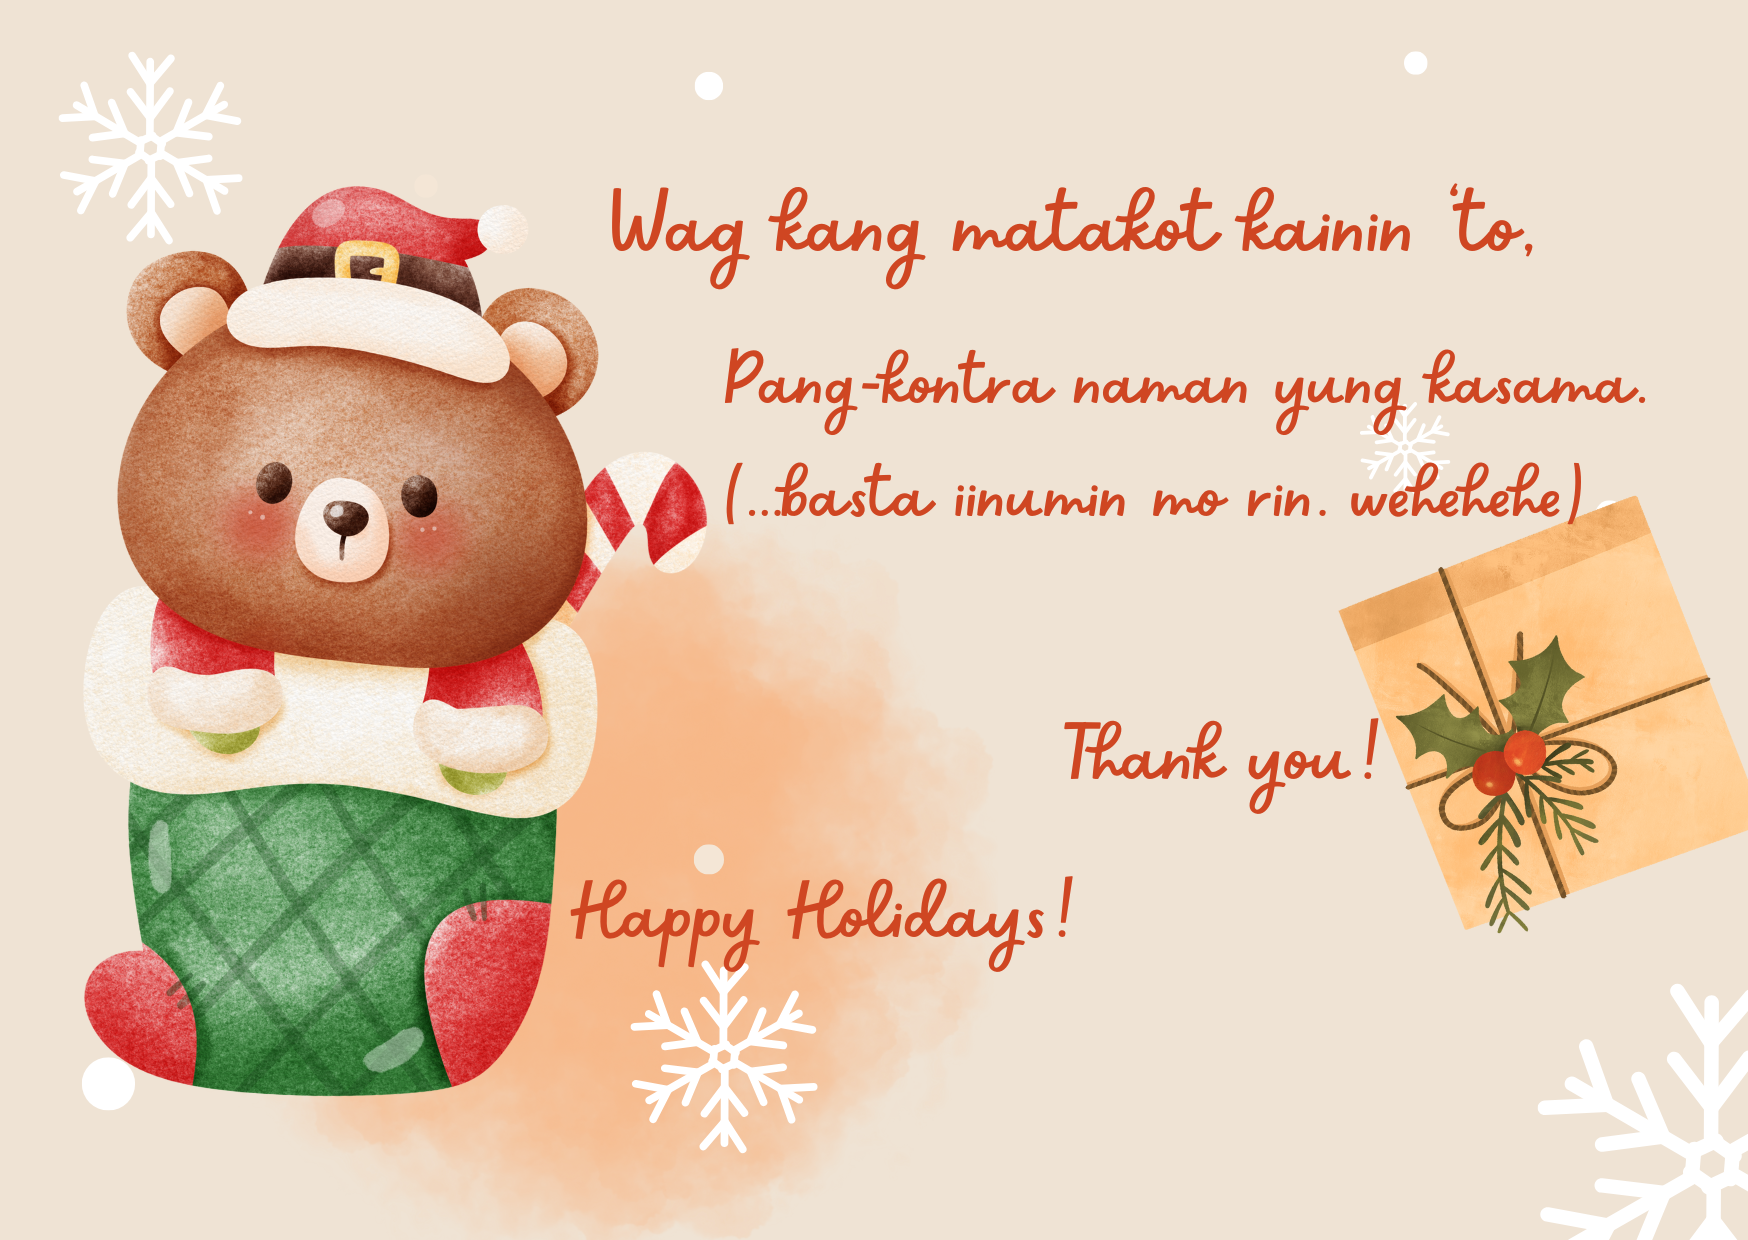 Wag kang matakot kainin ‘to,
Pang-kontra naman yung kasama.
(...basta iinumin mo rin. wehehehe)
Thank you!
Happy Holidays!